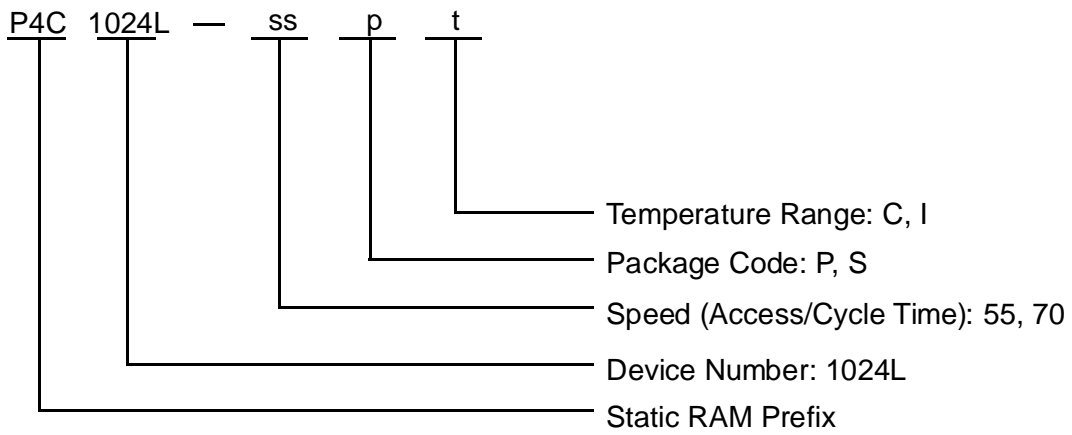 P4C 1024L — ss p t
Temperature Range: C, I
Package Code: P, S
Speed (Access/Cycle Time): 55, 70
Device Number: 1024L
Static RAM Prefix